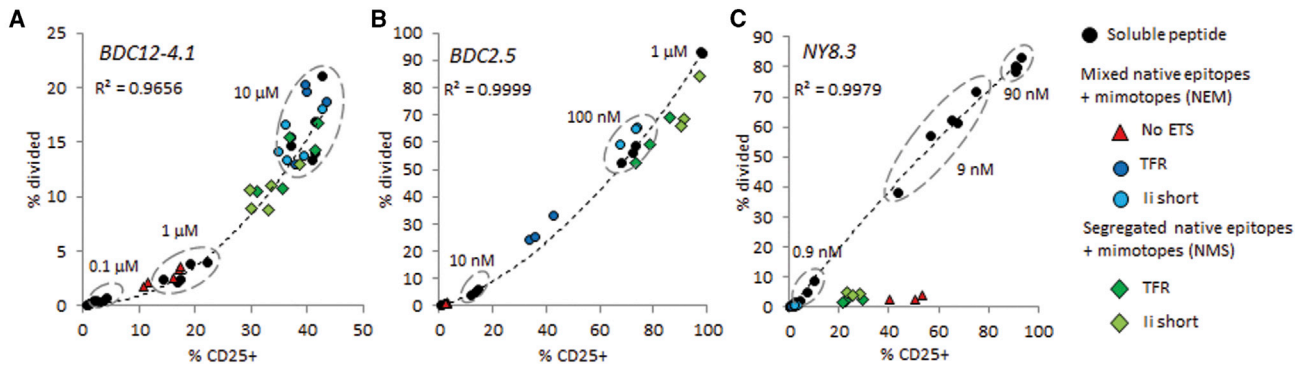 A
BDC12-4.1
R² = 0.9656
10 µM
1 µM
0.1 µM
% divided
25
20
15
10
5
0
0 10 20 30 40 50
% CD25+
B
BDC2.5
R² = 0.9999
1 µM
100 nM
10 nM
% divided
100
90
80
70
60
50
40
30
20
10
0
0 20 40 60 80 100
% CD25+
C
NY8.3
R² = 0.9979
90 nM
9 nM
0.9 nM
% divided
90
80
70
60
50
40
30
20
10
0
0 20 40 60 80 100
% CD25+
Soluble peptide
Mixed native epitopes
+ mimotopes (NEM)
No ETS
TFR
Ii short
Segregated native epitopes
+ mimotopes (NMS)
TFR
Ii short